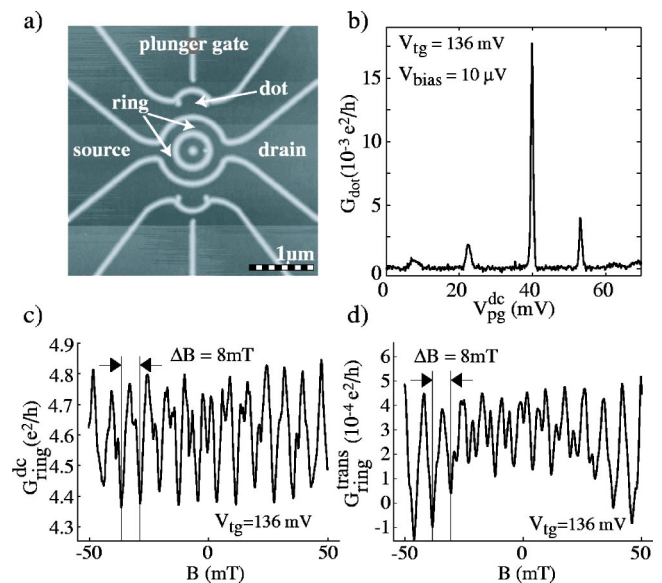 a)
plunger gate
dot
ring
source
drain
1μm
b)
V_tg = 136 mV
V_bias = 10 μV
G_dot (10^-3 e^2/h)
15
10
5
0
0 20 40 60
V_pg^dc (mV)
c)
ΔB = 8mT
G_ring^dc (e^2/h)
4.9
4.8
4.7
4.6
4.5
4.4
4.3
V_tg=136 mV
-50 0 50
B (mT)
d)
ΔB = 8mT
G_ring^trans (10^-4 e^2/h)
6
5
4
3
2
1
0
-1
V_tg=136 mV
-50 0 50
B (mT)